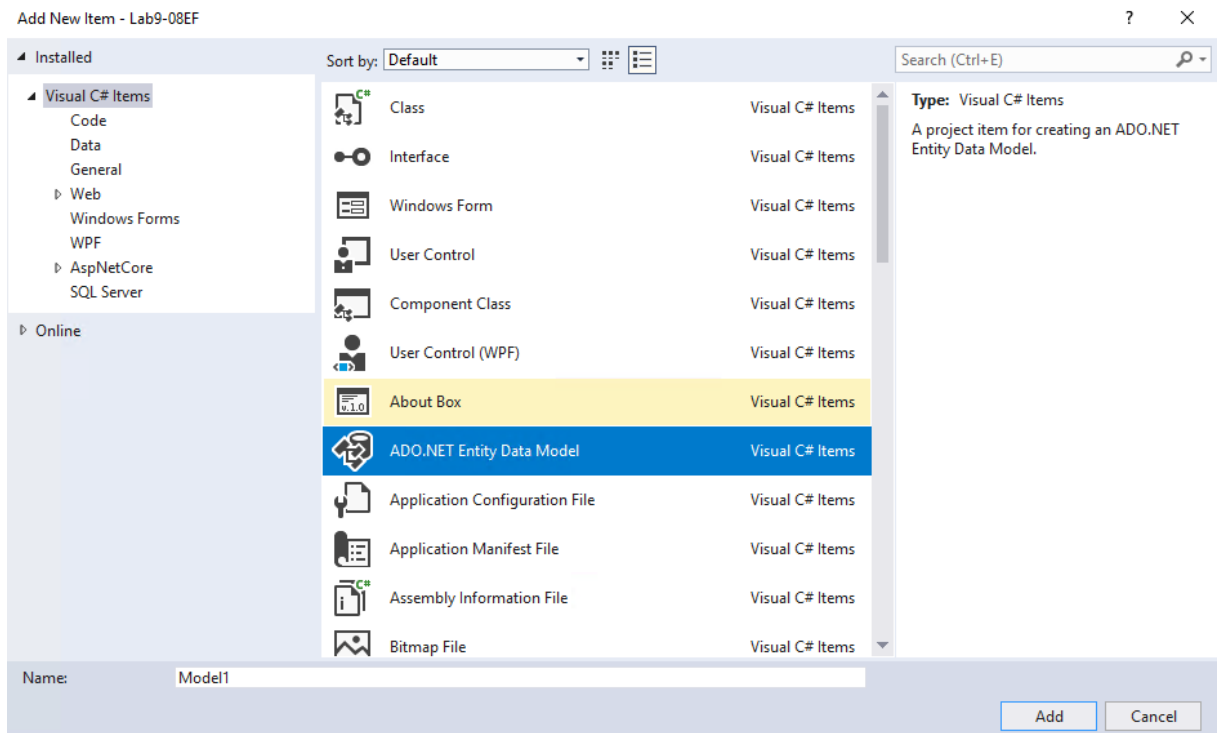 Add New Item - Lab9-08EF
?
Installed
Sort by: Default
Search (Ctrl+E)
Visual C# Items
Code
Data
General
Web
Windows Forms
WPF
AspNetCore
SQL Server
Online
C#
Class Visual C# Items
Interface Visual C# Items
Windows Form Visual C# Items
User Control Visual C# Items
Component Class Visual C# Items
User Control (WPF) Visual C# Items
v.1.0
About Box Visual C# Items
ADO.NET Entity Data Model Visual C# Items
Application Configuration File Visual C# Items
Application Manifest File Visual C# Items
C#
Assembly Information File Visual C# Items
Bitmap File Visual C# Items
Type: Visual C# Items
A project item for creating an ADO.NET
Entity Data Model.
Name: Model1
Add Cancel